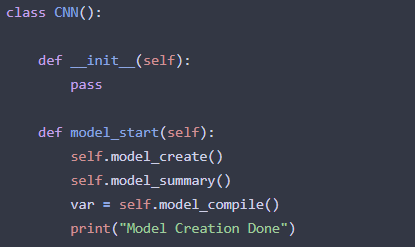 class CNN():
    def __init__(self):
        pass
    def model_start(self):
        self.model_create()
        self.model_summary()
        var = self.model_compile()
        print("Model Creation Done")